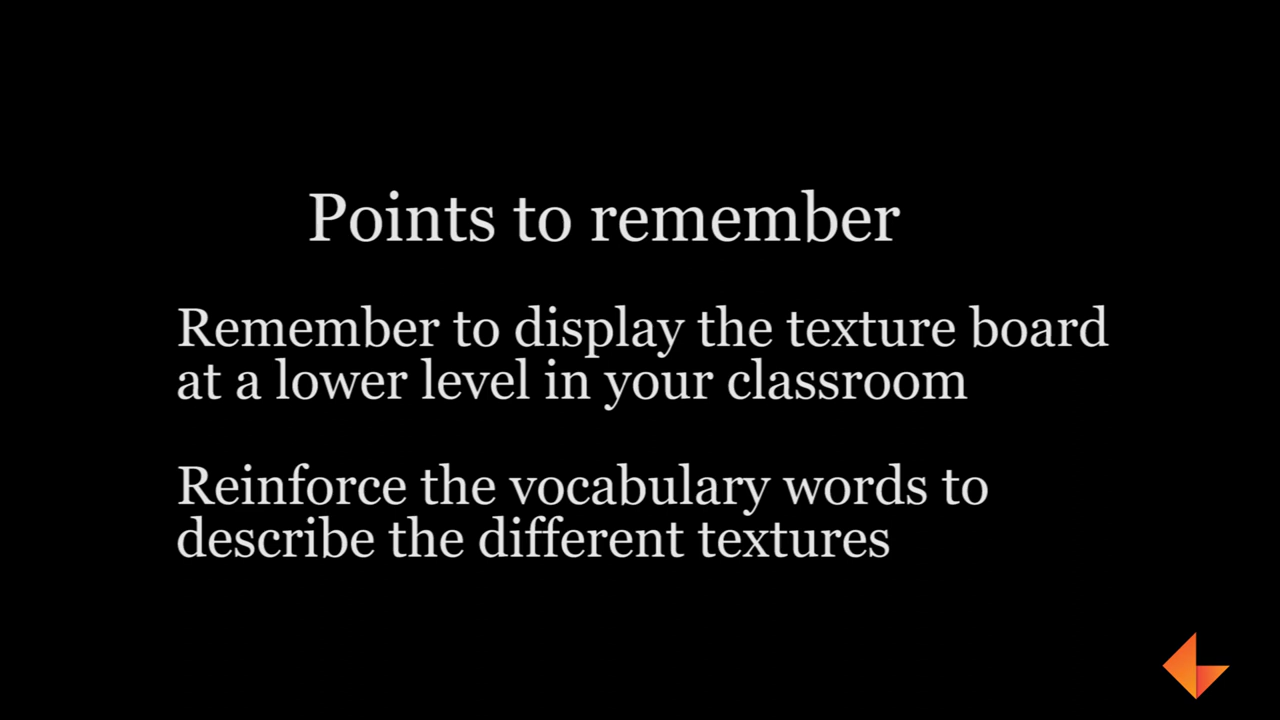 Points to remember
Remember to display the texture board
at a lower level in your classroom
Reinforce the vocabulary words to
describe the different textures